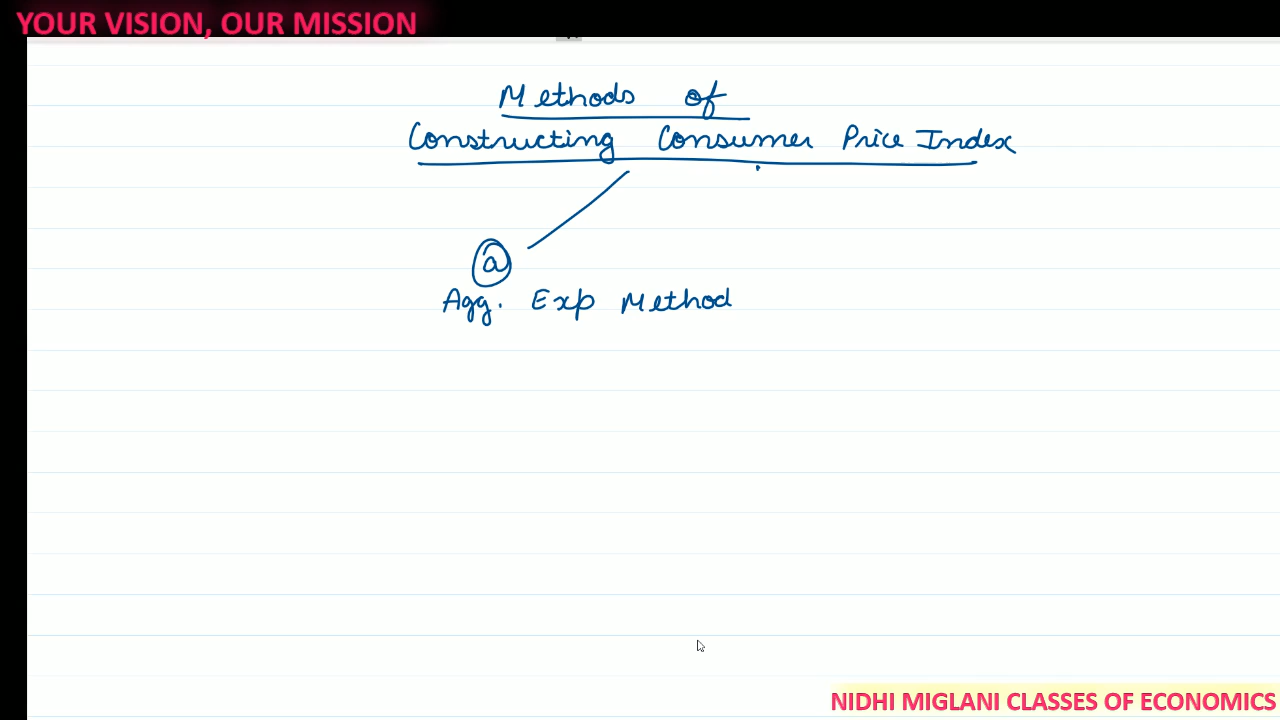 YOUR VISION, OUR MISSION
Methods of
Constructing Consumer Price Index
a
Agg. Exp Method
NIDHI MIGLANI CLASSES OF ECONOMICS